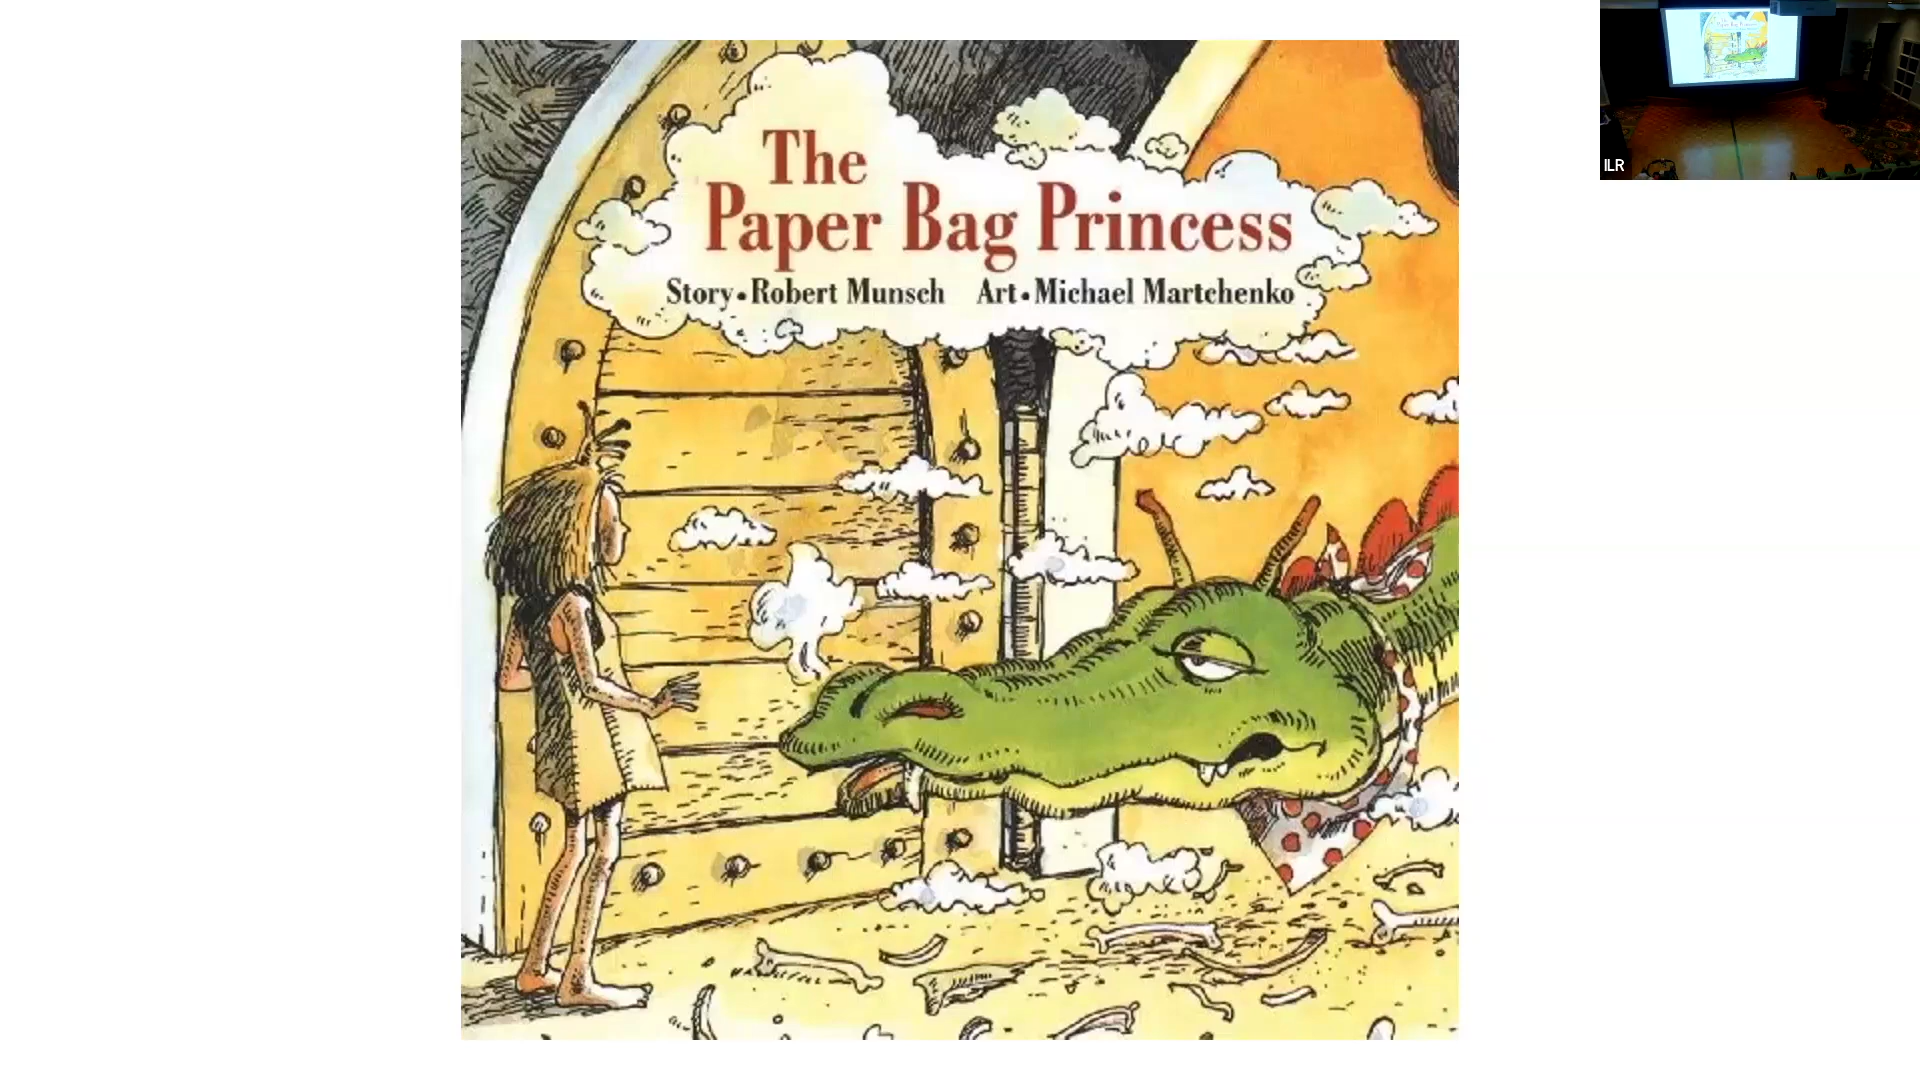 The
Paper Bag Princess
Story•Robert Munsch Art•Michael Martchenko
ILR